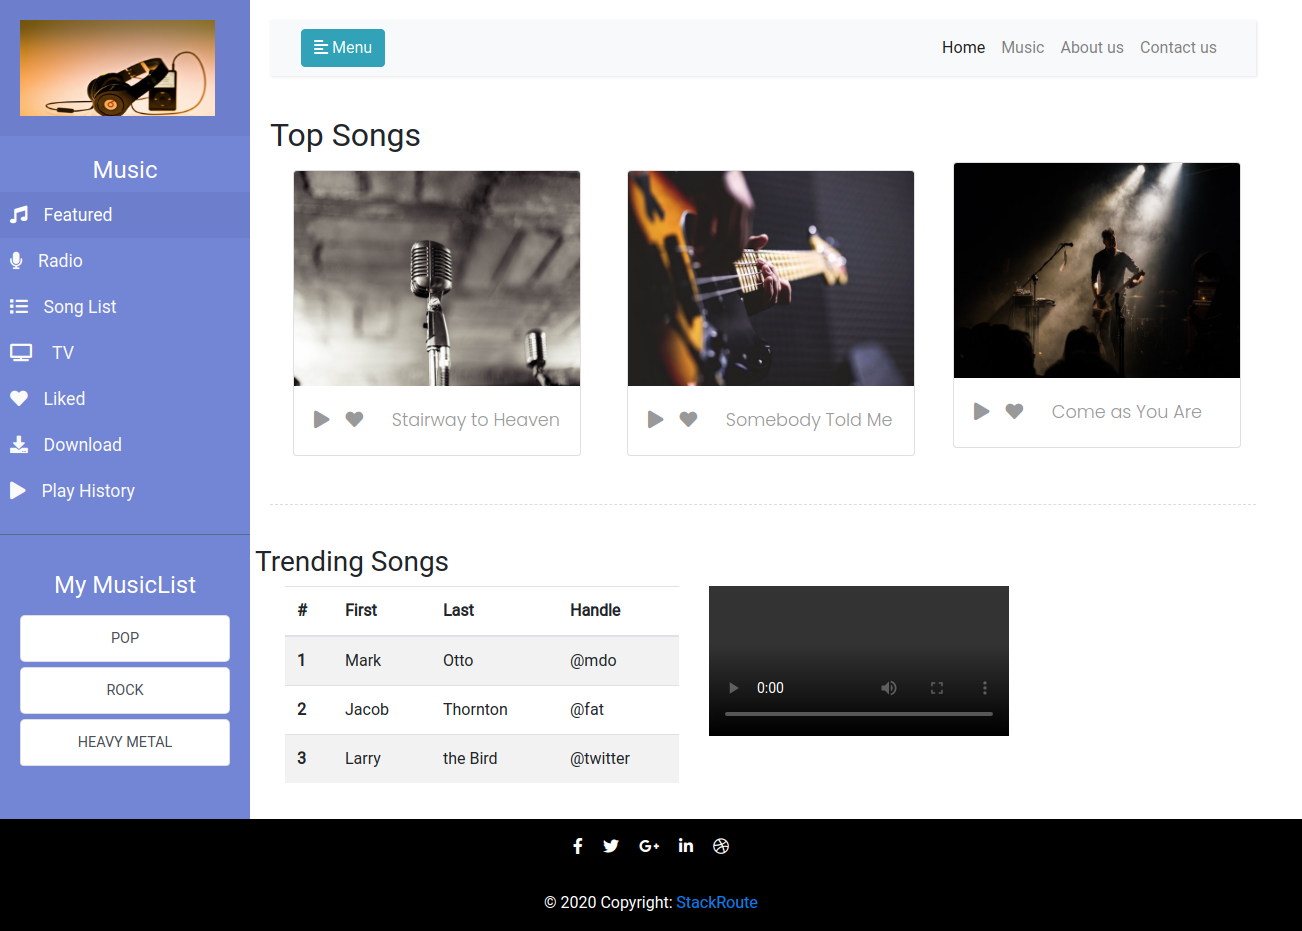 Menu
Home Music About us Contact us
Music
Featured
Radio
Song List
TV
Liked
Download
Play History
My MusicList
POP
ROCK
HEAVY METAL
Top Songs
Stairway to Heaven
Somebody Told Me
Come as You Are
Trending Songs
# First Last Handle
1 Mark Otto @mdo
2 Jacob Thornton @fat
3 Larry the Bird @twitter
0:00
© 2020 Copyright: StackRoute